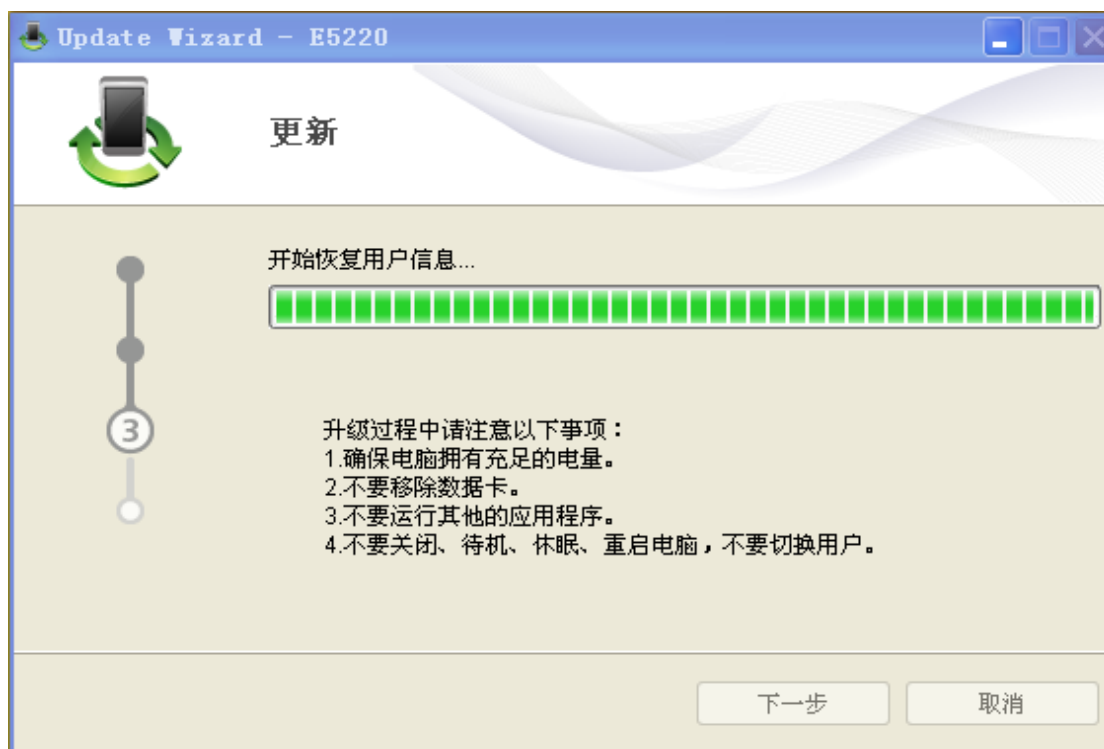 Update Wizard - E5220
更新
开始恢复用户信息...
3
升级过程中请注意以下事项：
1.确保电脑拥有充足的电量。
2.不要移除数据卡。
3.不要运行其他的应用程序。
4.不要关闭、待机、休眠、重启电脑，不要切换用户。
下一步
取消